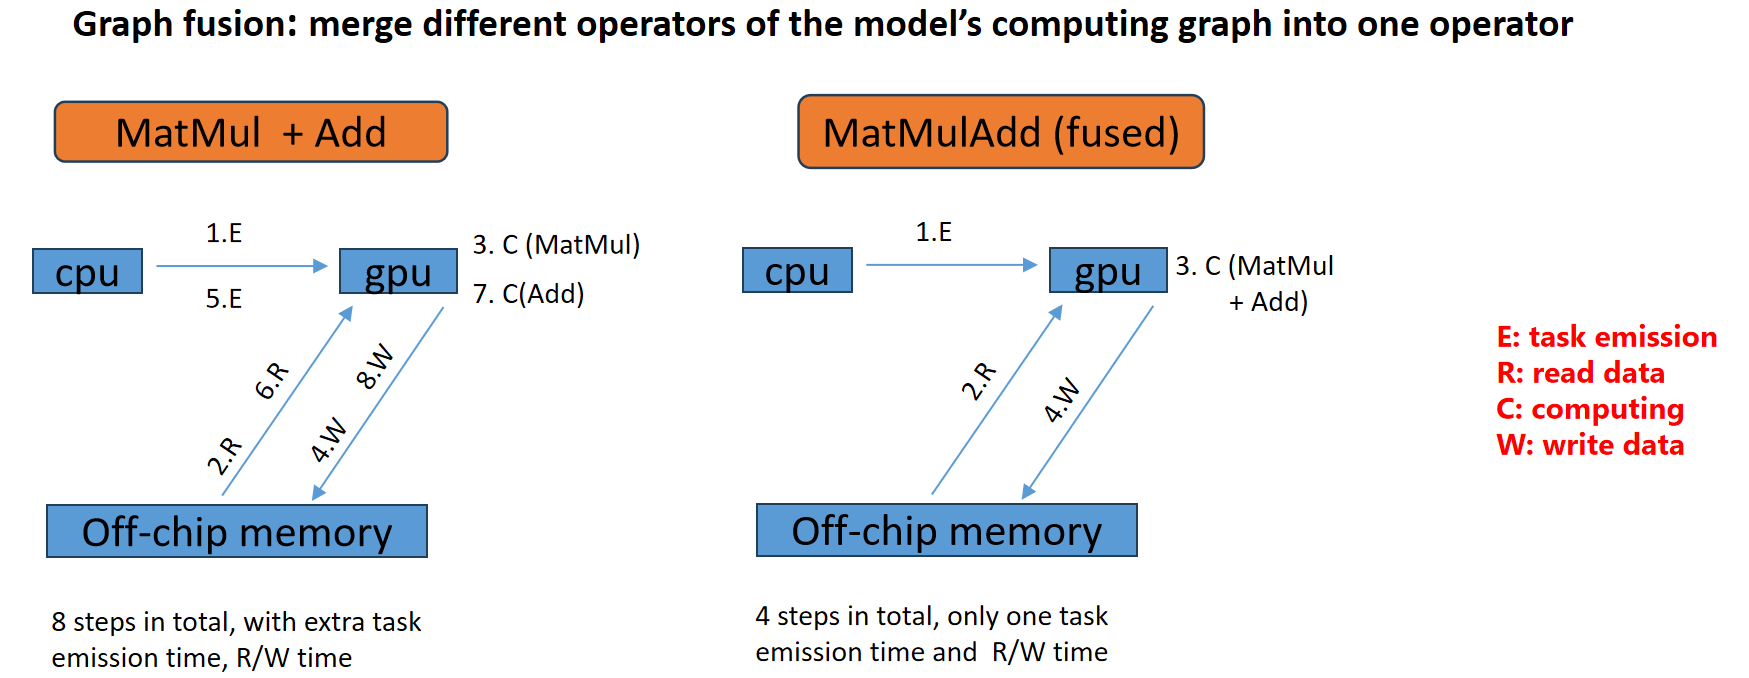 Graph fusion: merge different operators of the model’s computing graph into one operator
MatMul + Add
1.E
cpu
gpu
5.E
3. C (MatMul)
7. C(Add)
6.R
8.W
2.R
4.W
Off-chip memory
8 steps in total, with extra task
emission time, R/W time
MatMulAdd (fused)
1.E
cpu
gpu
3. C (MatMul
+ Add)
2.R
4.W
Off-chip memory
4 steps in total, only one task
emission time and R/W time
E: task emission
R: read data
C: computing
W: write data